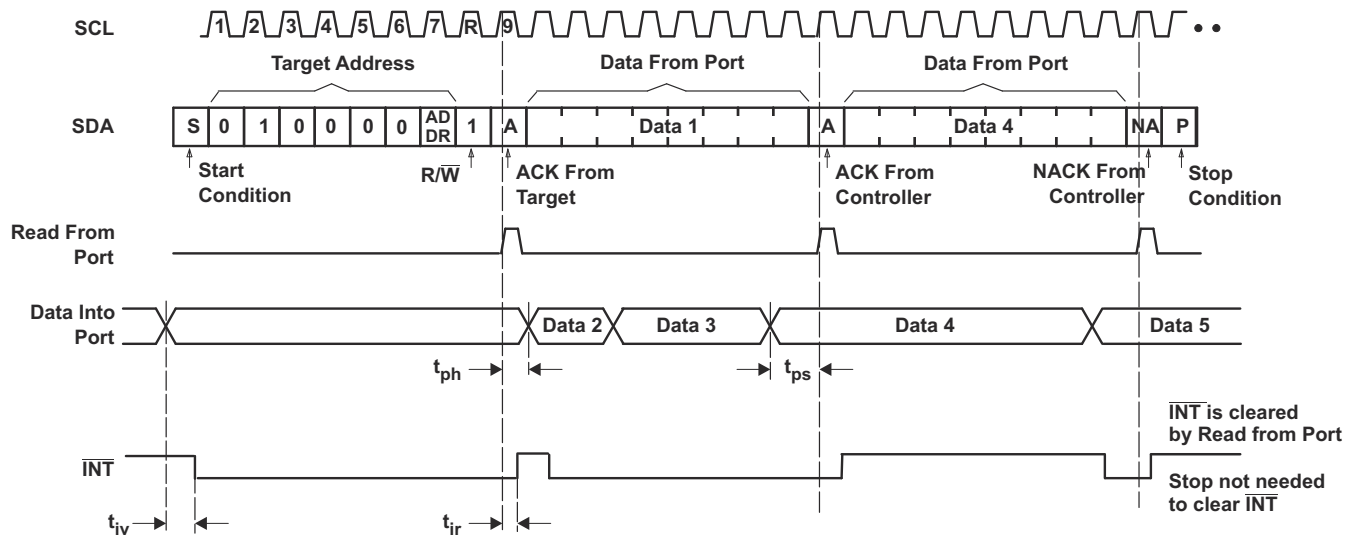 SCL 1 2 3 4 5 6 7 R 9
Target Address Data From Port Data From Port
SDA S 0 1 0 0 0 0 AD DR 1 A Data 1 A Data 4 NA P
Start Condition
R/W̅
ACK From Target
ACK From Controller
NACK From Controller
Stop Condition
Read From Port
Data Into Port
Data 2 Data 3 Data 4 Data 5
tph tps
I̅N̅T̅ is cleared
by Read from Port
I̅N̅T̅
Stop not needed
to clear I̅N̅T̅
tiv tir